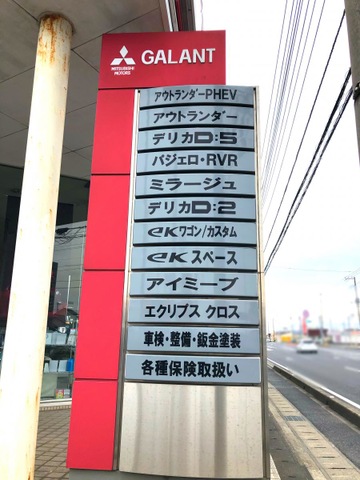 MITSUBISHI
MOTORS
GALANT
アウトランダーPHEV
アウトランダー
デリカD:5
パジェロ・RVR
ミラージュ
デリカD:2
eKワゴン/カスタム
eKスペース
アイミーブ
エクリプス クロス
車検・整備・鈑金塗装
各種保険取扱い